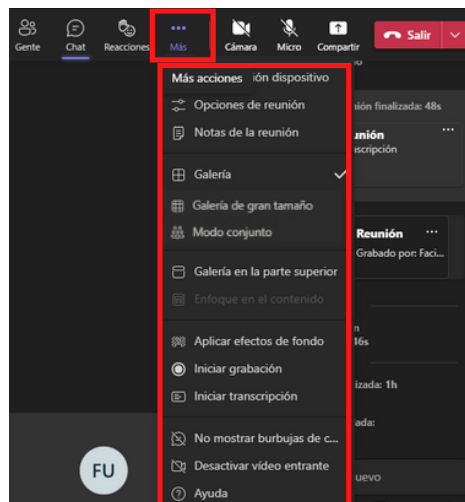 Gente Chat Reacciones Más Cámara Micro Compartir Salir
Más acciones ión dispositivo
Opciones de reunión
ión finalizada: 48s
Notas de la reunión
unión ...
scripción
Galería
Galería de gran tamaño
Modo conjunto
Reunión ...
Grabado por: Faci...
Galería en la parte superior
Enfoque en el contenido
n
Aplicar efectos de fondo
46s
Iniciar grabación
izada: 1h
Iniciar transcripción
ada:
No mostrar burbujas de c...
FU
Desactivar vídeo entrante
uevo
Ayuda